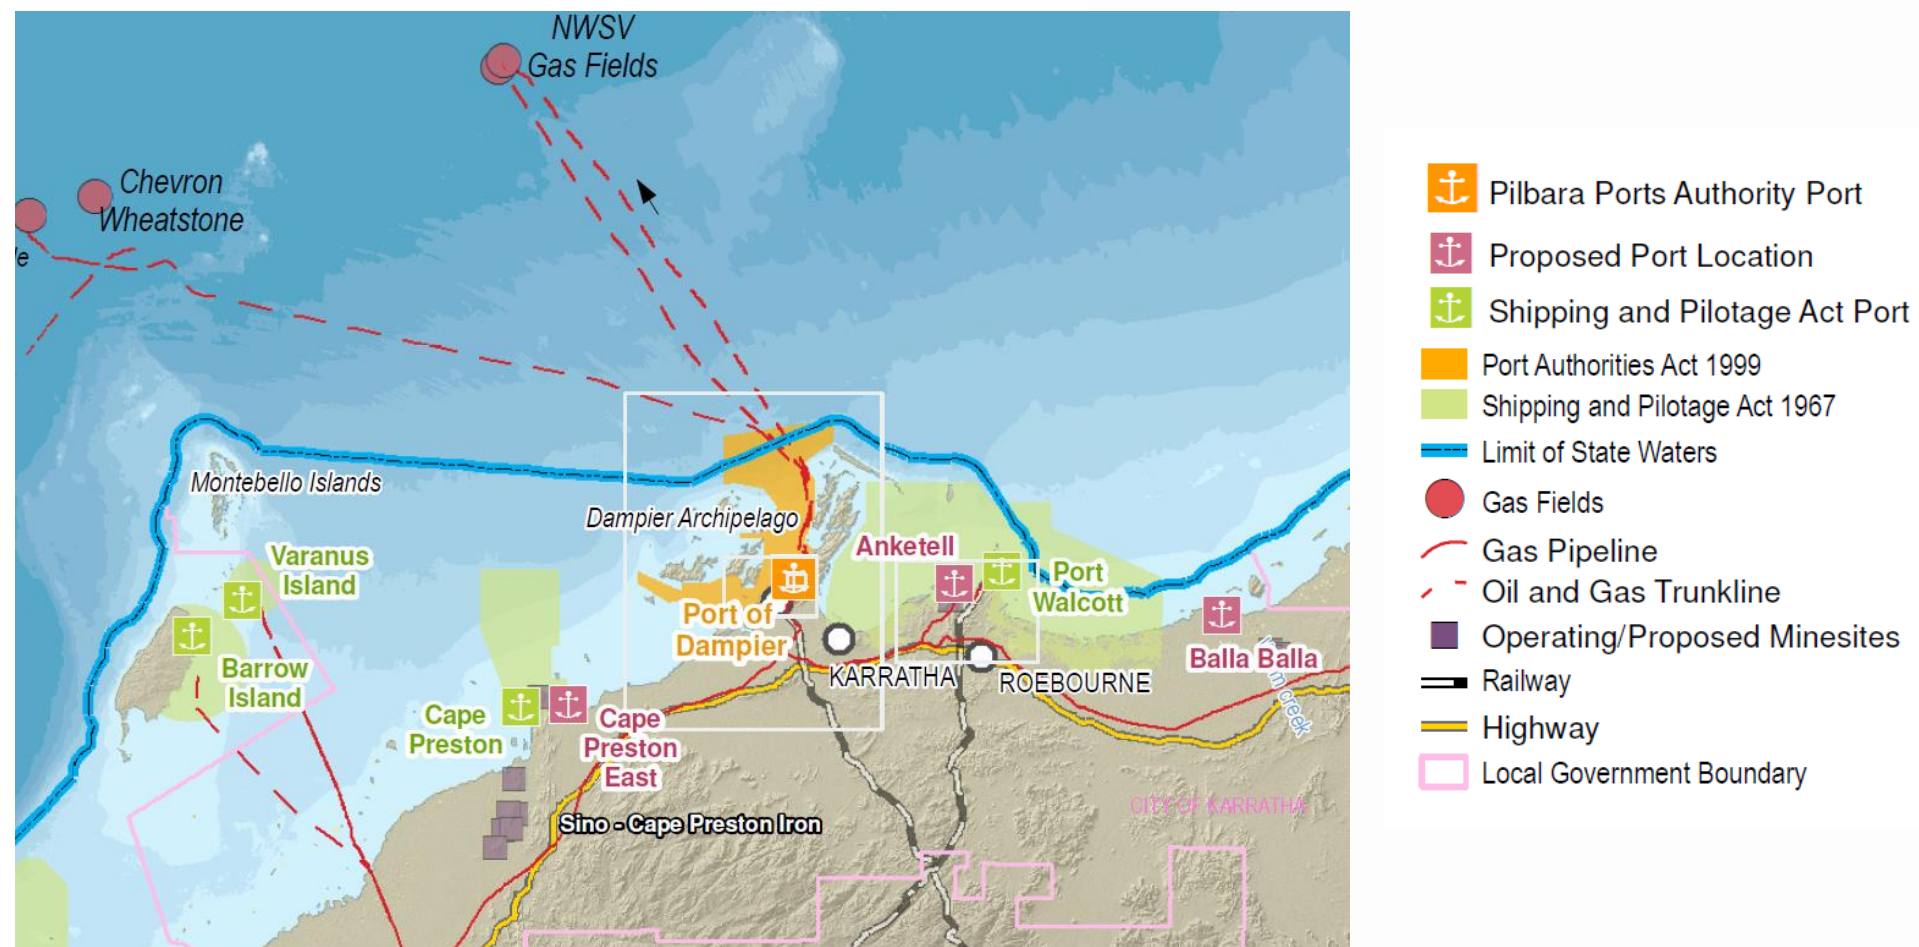 NWSV
Gas Fields
Chevron
Wheatstone
le
Montebello Islands
Dampier Archipelago
Varanus
Island
Anketell
Port
Walcott
Port of
Dampier
Balla Balla
Barrow
Island
KARRATHA
ROEBOURNE
creek
Cape
Preston
Cape
Preston
East
CITY OF KARRATHA
Sino - Cape Preston Iron
Pilbara Ports Authority Port
Proposed Port Location
Shipping and Pilotage Act Port
Port Authorities Act 1999
Shipping and Pilotage Act 1967
Limit of State Waters
Gas Fields
Gas Pipeline
Oil and Gas Trunkline
Operating/Proposed Minesites
Railway
Highway
Local Government Boundary